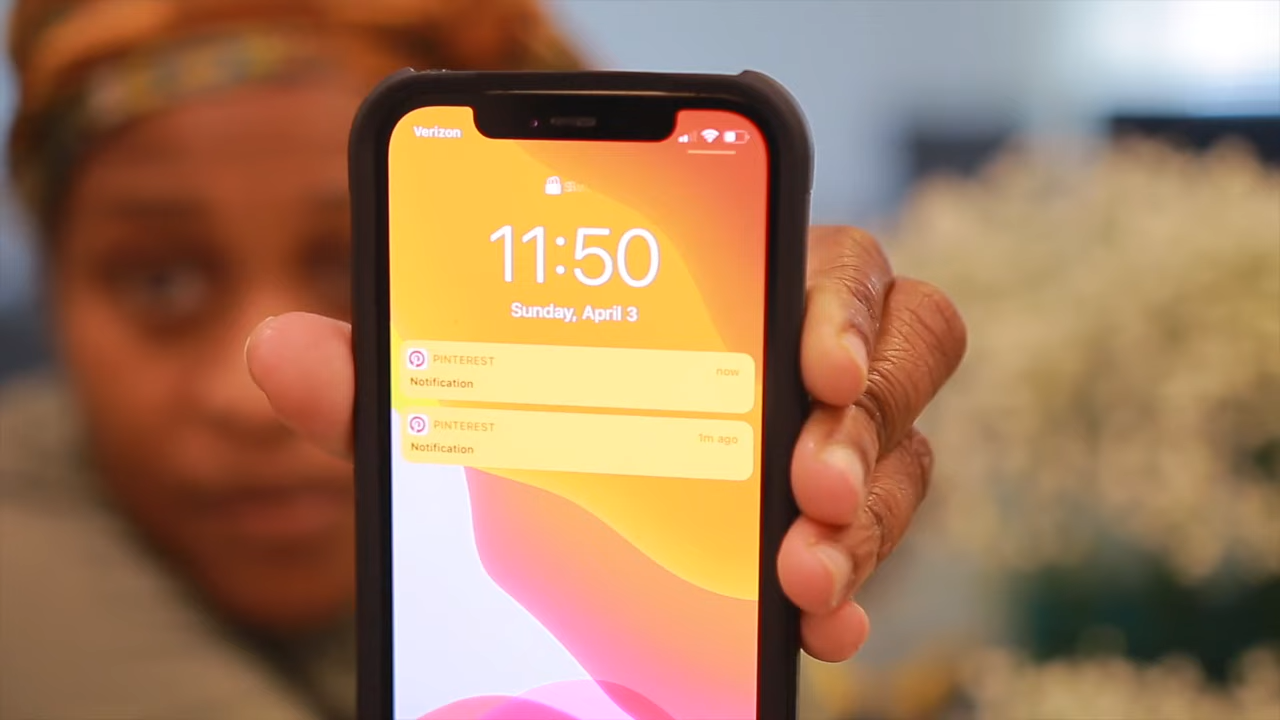 Verizon
11:50
Sunday, April 3
PINTEREST
now
Notification
PINTEREST
1m ago
Notification